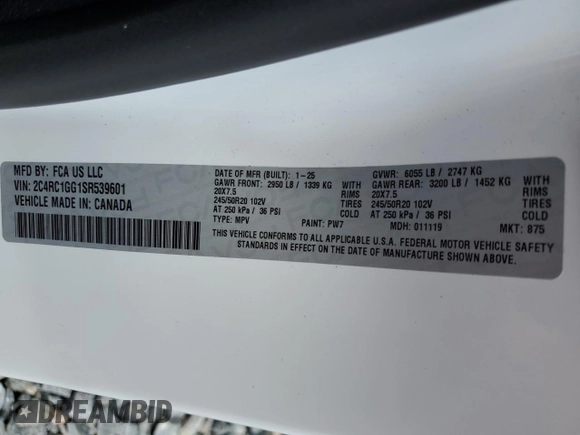 MFD BY: FCA US LLC
VIN: 2C4RC1GG1SR539601
VEHICLE MADE IN: CANADA
DATE OF MFR (BUILT): 1-25 GVWR: 6055 LB / 2747 KG
GAWR FRONT: 2950 LB / 1339 KG WITH GAWR REAR: 3200 LB / 1452 KG WITH
20X7.5 RIMS 20X7.5 RIMS
245/50R20 102V TIRES 245/50R20 102V TIRES
AT 250 kPa / 36 PSI COLD AT 250 kPa / 36 PSI COLD
TYPE: MPV PAINT: PW7 MDH: 011119 MKT: 875
THIS VEHICLE CONFORMS TO ALL APPLICABLE U.S.A. FEDERAL MOTOR VEHICLE SAFETY
STANDARDS IN EFFECT ON THE DATE OF MANUFACTURE SHOWN ABOVE.
DREAMBID